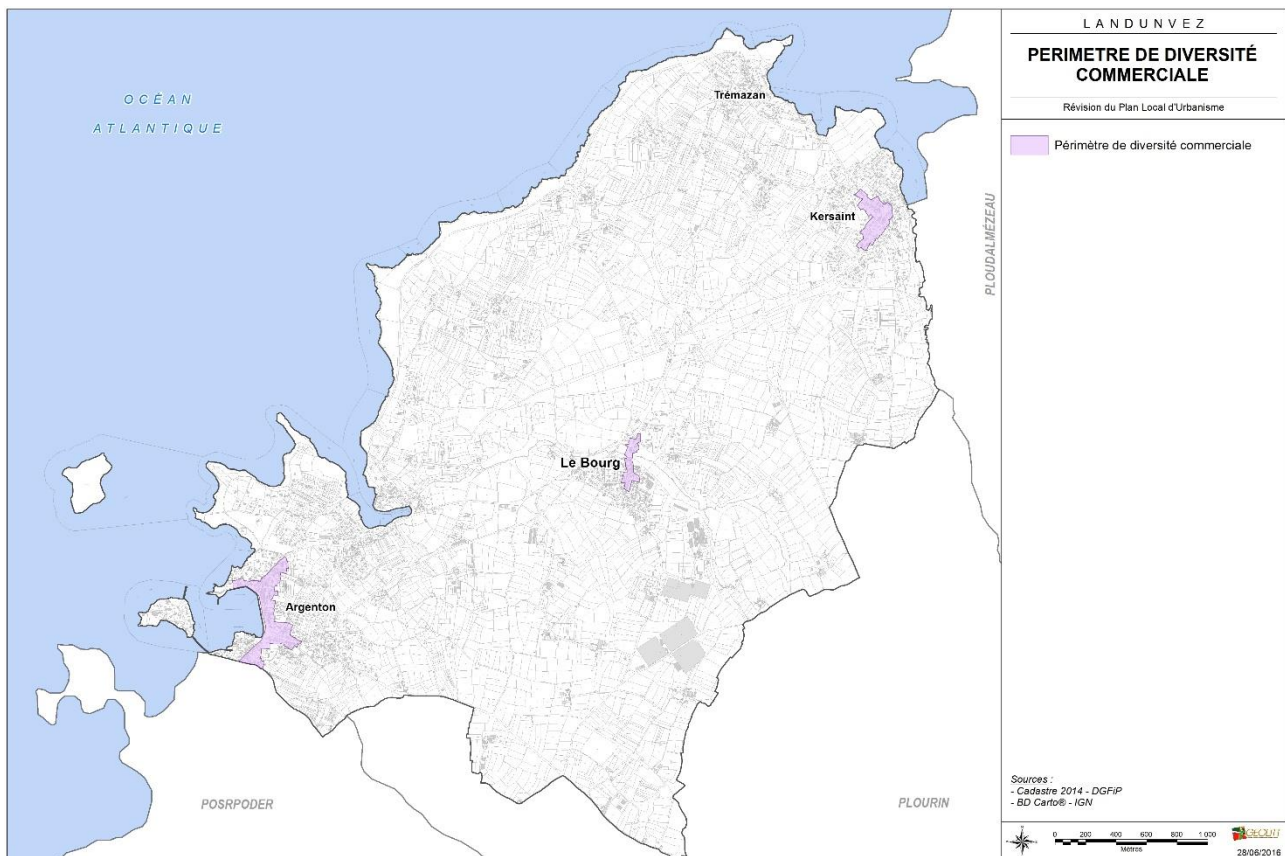 LANDUNVEZ
PERIMETRE DE DIVERSITÉ
COMMERCIALE
Révision du Plan Local d'Urbanisme
Périmètre de diversité commerciale
OCÉAN
ATLANTIQUE
Trémazan
Kersaint
PLOUDALMÉZEAU
Le Bourg
Argenton
POSRPODER
PLOURIN
Sources :
- Cadastre 2014 - DGFiP
- BD Carto® - IGN
0 200 400 600 800 1 000
Mètres
GEOLITT
28/06/2016